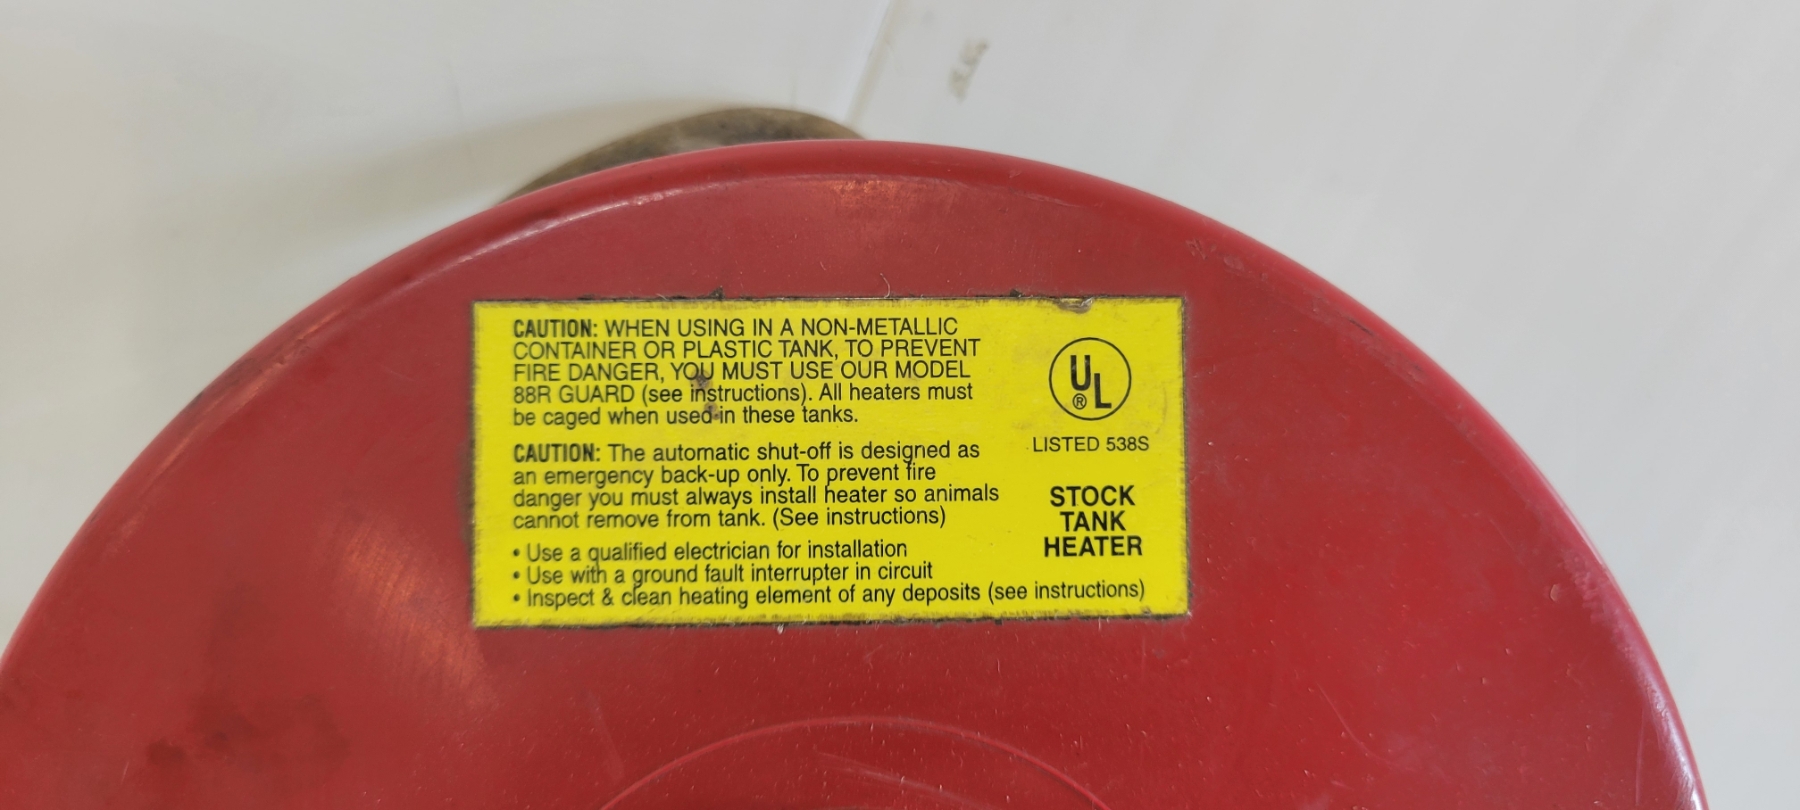 CAUTION: WHEN USING IN A NON-METALLIC
CONTAINER OR PLASTIC TANK, TO PREVENT
FIRE DANGER, YOU MUST USE OUR MODEL
88R GUARD (see instructions). All heaters must
be caged when used in these tanks.
CAUTION: The automatic shut-off is designed as
an emergency back-up only. To prevent fire
danger you must always install heater so animals
cannot remove from tank. (See instructions)
• Use a qualified electrician for installation
• Use with a ground fault interrupter in circuit
• Inspect & clean heating element of any deposits (see instructions)
UL
®
LISTED 538S
STOCK
TANK
HEATER